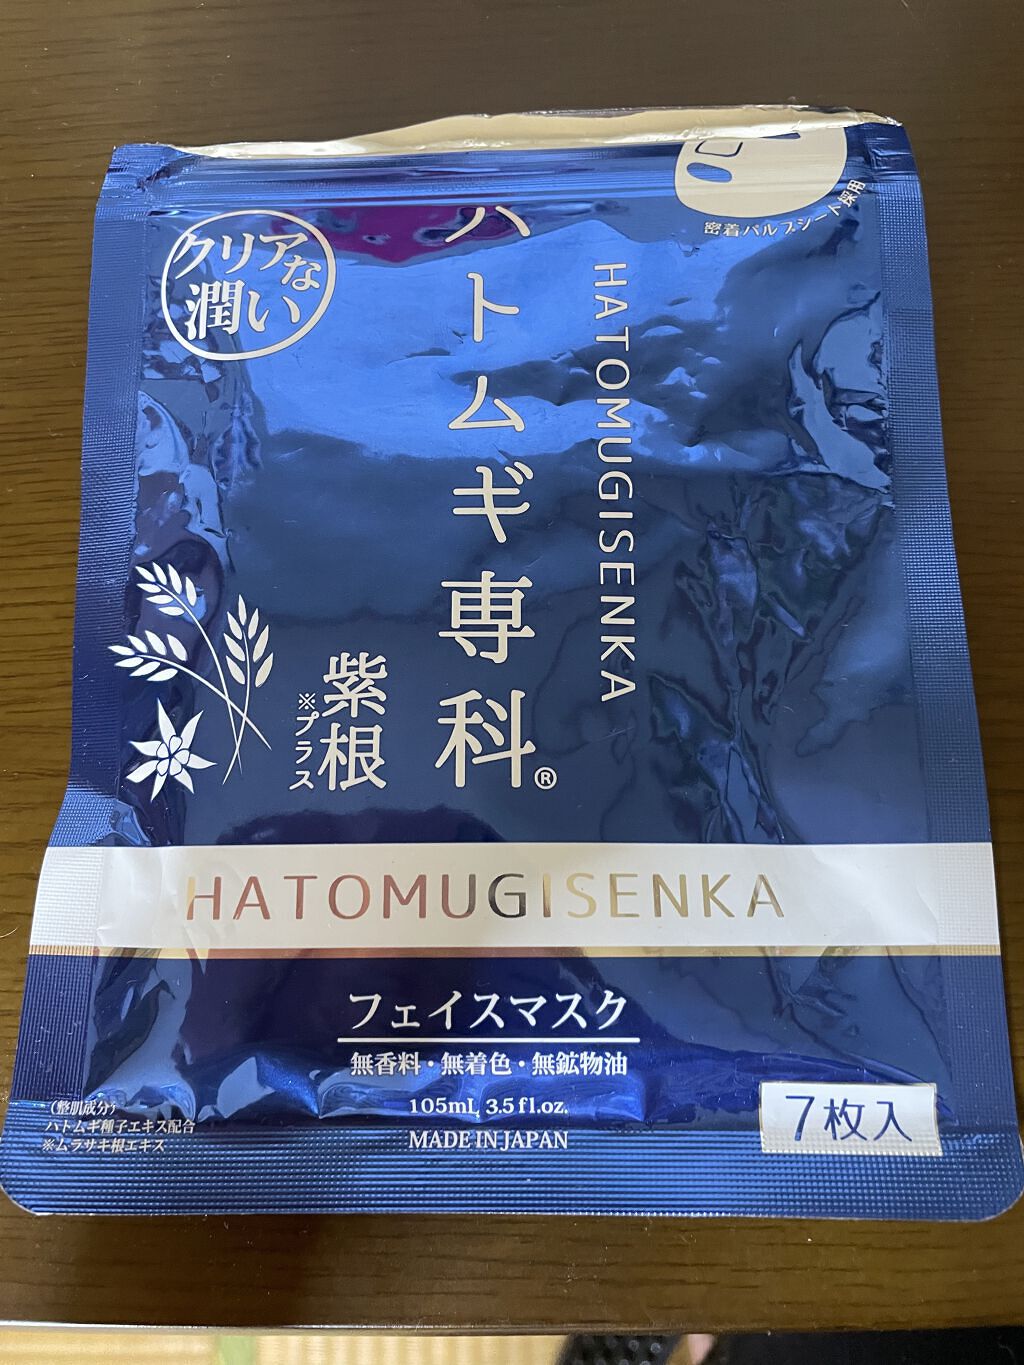 クリアな
潤い
密着パルプシート採用
ハトムギ専科®
HATOMUGISENKA
紫根
※プラス
HATOMUGISENKA
フェイスマスク
無香料・無着色・無鉱物油
105mL 3.5fl.oz.
MADE IN JAPAN
(整肌成分)
ハトムギ種子エキス配合
※ムラサキ根エキス
7枚入